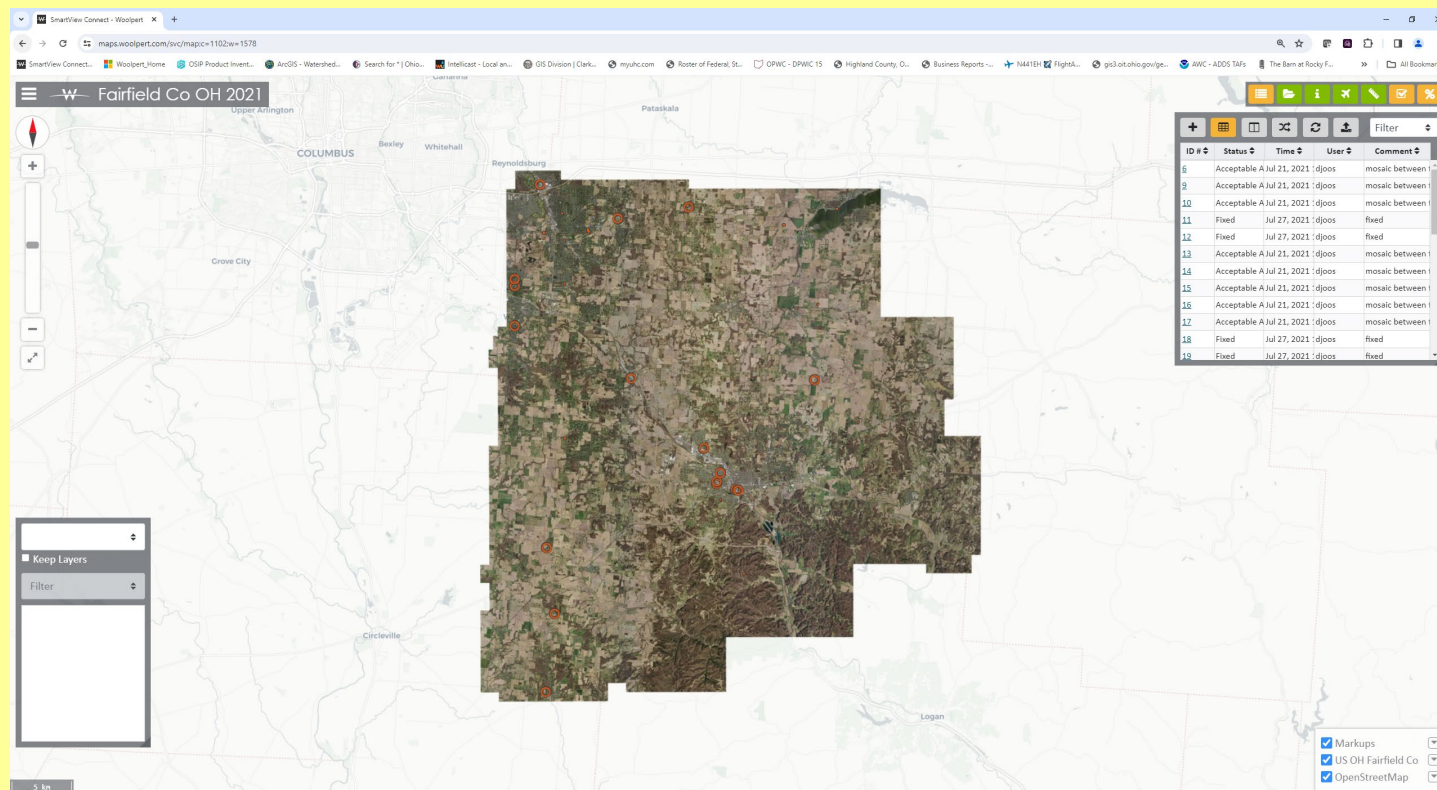 SmartView Connect - Woolpert
maps.woolpert.com/svc/map;c=1102;w=1578
SmartView Connect... Woolpert_Home OSIP Product Invent... ArcGIS - Watershed... Search for * | Ohio... Intellicast - Local an... GIS Division | Clark... myuhc.com Roster of Federal, St... OPWC - DPWIC 15 Highland County, O... Business Reports -... N441EH FlightA... gis3.oit.ohio.gov/ge... AWC - ADDS TAFs The Barn at Rocky F... » All Bookmar
W Fairfield Co OH 2021
Gahanna
Upper Arlington
Pataskala
COLUMBUS
Bexley
Whitehall
Reynoldsburg
Grove City
Circleville
Logan
Filter
ID # Status Time User Comment
6 Acceptable A Jul 21, 2021 djoos mosaic between
9 Acceptable A Jul 21, 2021 djoos mosaic between
10 Acceptable A Jul 21, 2021 djoos mosaic between
11 Fixed Jul 27, 2021 djoos fixed
12 Fixed Jul 27, 2021 djoos fixed
13 Acceptable A Jul 21, 2021 djoos mosaic between
14 Acceptable A Jul 21, 2021 djoos mosaic between
15 Acceptable A Jul 21, 2021 djoos mosaic between
16 Acceptable A Jul 21, 2021 djoos mosaic between
17 Acceptable A Jul 21, 2021 djoos mosaic between
18 Fixed Jul 27, 2021 djoos fixed
19 Fixed Jul 27, 2021 djoos fixed
Keep Layers
Filter
Markups
US OH Fairfield Co
OpenStreetMap
5 km